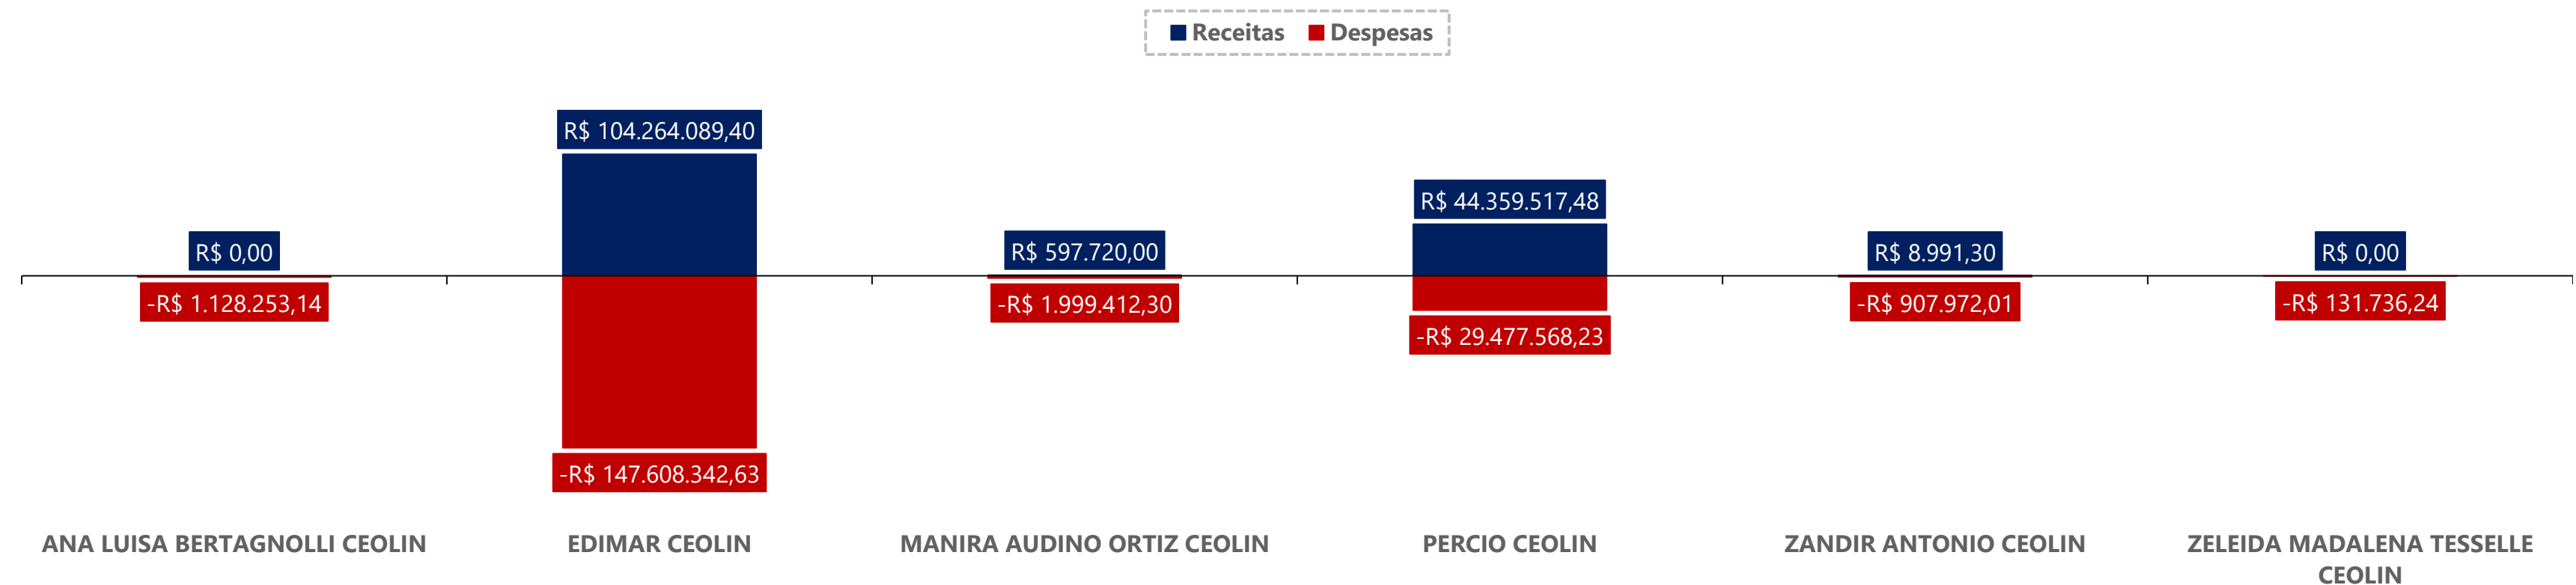 Receitas Despesas
R$ 104.264.089,40
R$ 44.359.517,48
R$ 0,00
R$ 597.720,00
R$ 8.991,30
R$ 0,00
-R$ 1.128.253,14
-R$ 1.999.412,30
-R$ 907.972,01
-R$ 131.736,24
-R$ 29.477.568,23
-R$ 147.608.342,63
ANA LUISA BERTAGNOLLI CEOLIN
EDIMAR CEOLIN
MANIRA AUDINO ORTIZ CEOLIN
PERCIO CEOLIN
ZANDIR ANTONIO CEOLIN
ZELEIDA MADALENA TESSELLE
CEOLIN